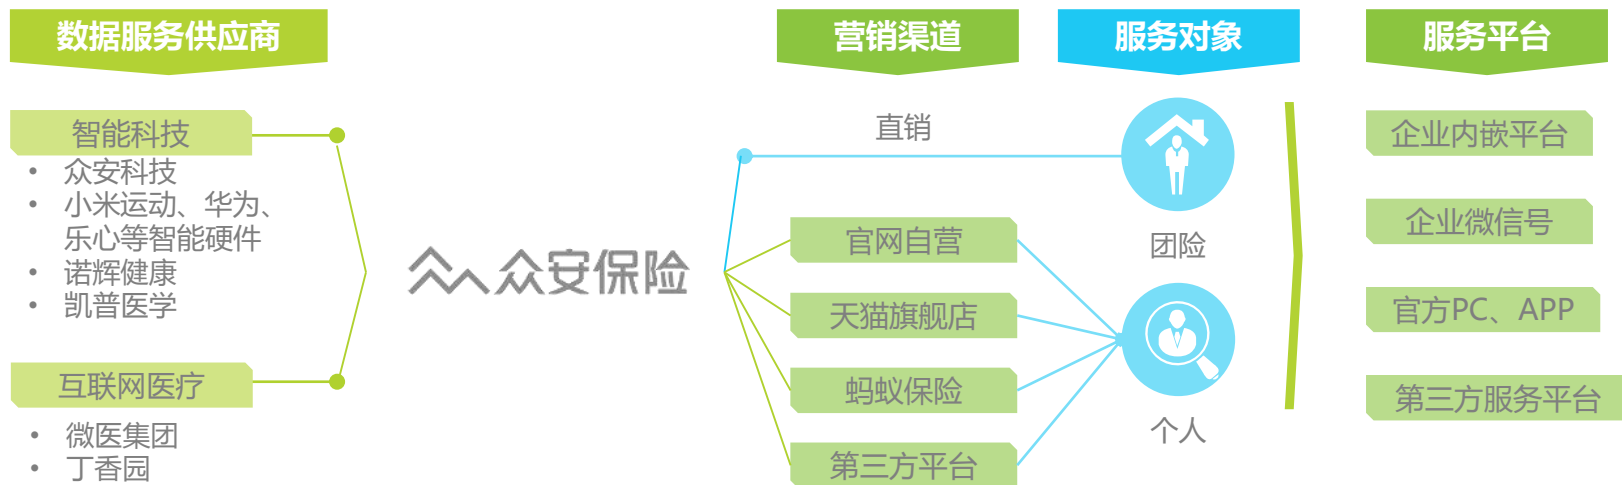 数据服务供应商
营销渠道
服务对象
服务平台
智能科技
• 众安科技
• 小米运动、华为、
乐心等智能硬件
• 诺辉健康
• 凯普医学
互联网医疗
• 微医集团
• 丁香园
众安保险
直销
官网自营
天猫旗舰店
蚂蚁保险
第三方平台
团险
个人
企业内嵌平台
企业微信号
官方PC、APP
第三方服务平台